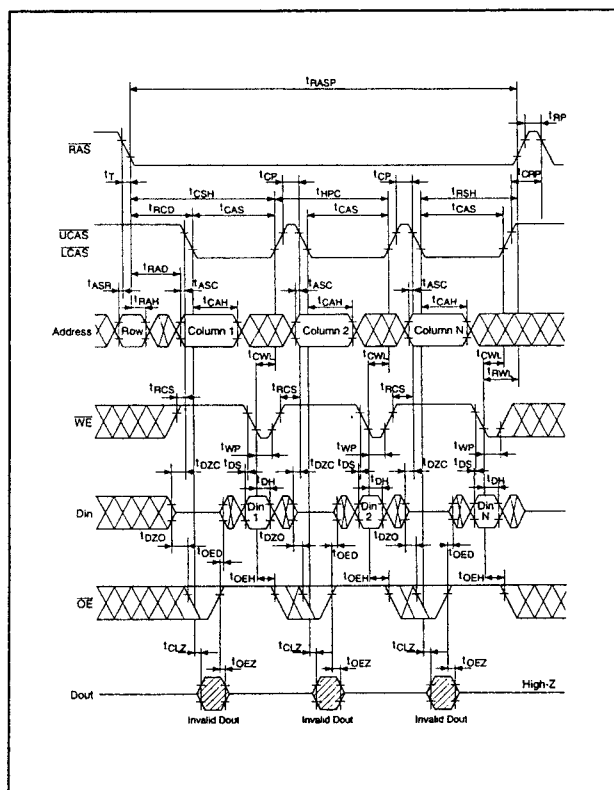 tRASP
tRP
RAS
tT
tCSH
tCP
tHPC
tCP
tRSH
tCRP
tRCD
tCAS
tCAS
tCAS
UCAS
LCAS
tASR
tRAD
tRAH
tASC
tCAH
tASC
tCAH
tASC
tCAH
Address
Row
Column 1
Column 2
Column N
tCWL
tCWL
tCWL
tRWL
tRCS
tRCS
tRCS
WE
tWP
tWP
tWP
tDZC
tDS
tDH
tDZC
tDS
tDH
tDZC
tDS
tDH
Din
Din 1
Din 2
Din N
tDZO
tOED
tDZO
tOED
tDZO
tOED
tOEH
tOEH
tOEH
OE
tCLZ
tOEZ
tCLZ
tOEZ
tCLZ
tOEZ
Dout
High-Z
Invalid Dout
Invalid Dout
Invalid Dout